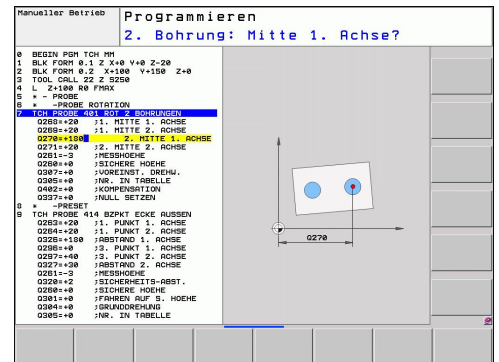 Manueller Betrieb
Programmieren
2. Bohrung: Mitte 1. Achse?
0 BEGIN PGM TCH MM
1 BLK FORM 0.1 Z X+0 Y+0 Z-20
2 BLK FORM 0.2 X+100 Y+150 Z+0
3 TOOL CALL 22 Z S250
4 L Z+100 R0 FMAX
5 * - PROBE
6 * -PROBE ROTATION
7 TCH PROBE 401 ROT 2 BOHRUNGEN
Q268=+20 ;1. MITTE 1. ACHSE
Q269=+20 ;1. MITTE 2. ACHSE
Q270=+180 2. MITTE 1. ACHSE
Q271=+20 ;2. MITTE 2. ACHSE
Q261=-3 ;MESSHOEHE
Q260=+0 ;SICHERE HOEHE
Q307=+0 ;VOREINST. DREHW.
Q305=+0 ;NR. IN TABELLE
Q402=+0 ;KOMPENSATION
Q337=+0 ;NULL SETZEN
8 * -PRESET
9 TCH PROBE 414 BZPKT ECKE AUSSEN
Q263=+20 ;1. PUNKT 1. ACHSE
Q264=+20 ;1. PUNKT 2. ACHSE
Q326=+180 ;ABSTAND 1. ACHSE
Q296=+0 ;3. PUNKT 1. ACHSE
Q297=+40 ;3. PUNKT 2. ACHSE
Q327=+30 ;ABSTAND 2. ACHSE
Q261=-3 ;MESSHOEHE
Q320=+2 ;SICHERHEITS-ABST.
Q260=+0 ;SICHERE HOEHE
Q301=+0 ;FAHREN AUF S. HOEHE
Q304=+0 ;GRUNDDREHUNG
Q305=+0 ;NR. IN TABELLE
Q270